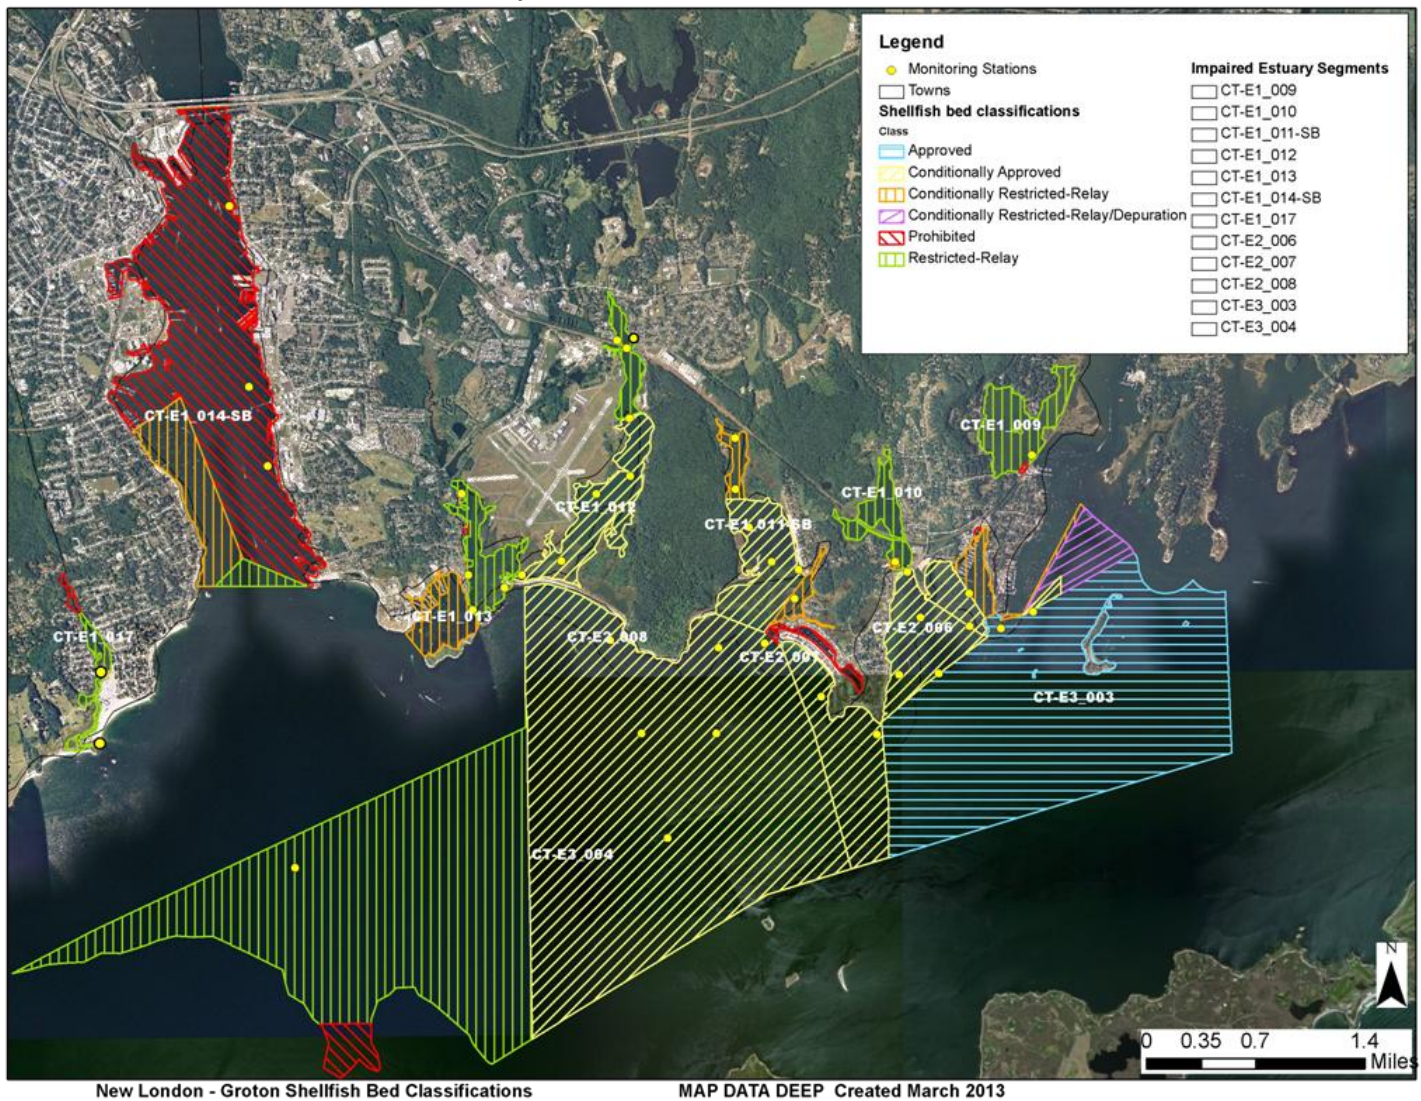 Legend
Monitoring Stations
Towns
Shellfish bed classifications
Class
Approved
Conditionally Approved
Conditionally Restricted-Relay
Conditionally Restricted-Relay/Depuration
Prohibited
Restricted-Relay
Impaired Estuary Segments
CT-E1_009
CT-E1_010
CT-E1_011-SB
CT-E1_012
CT-E1_013
CT-E1_014-SB
CT-E1_017
CT-E2_006
CT-E2_007
CT-E2_008
CT-E3_003
CT-E3_004
CT-E1_014-SB
CT-E1_009
CT-E1_010
CT-E1_012
CT-E1_011-SB
CT-E1_013
CT-E1_017
CT-E2_008
CT-E2_006
CT-E2_007
CT-E3_003
CT-E3_004
N
0 0.35 0.7 1.4
Miles
New London - Groton Shellfish Bed Classifications
MAP DATA DEEP Created March 2013